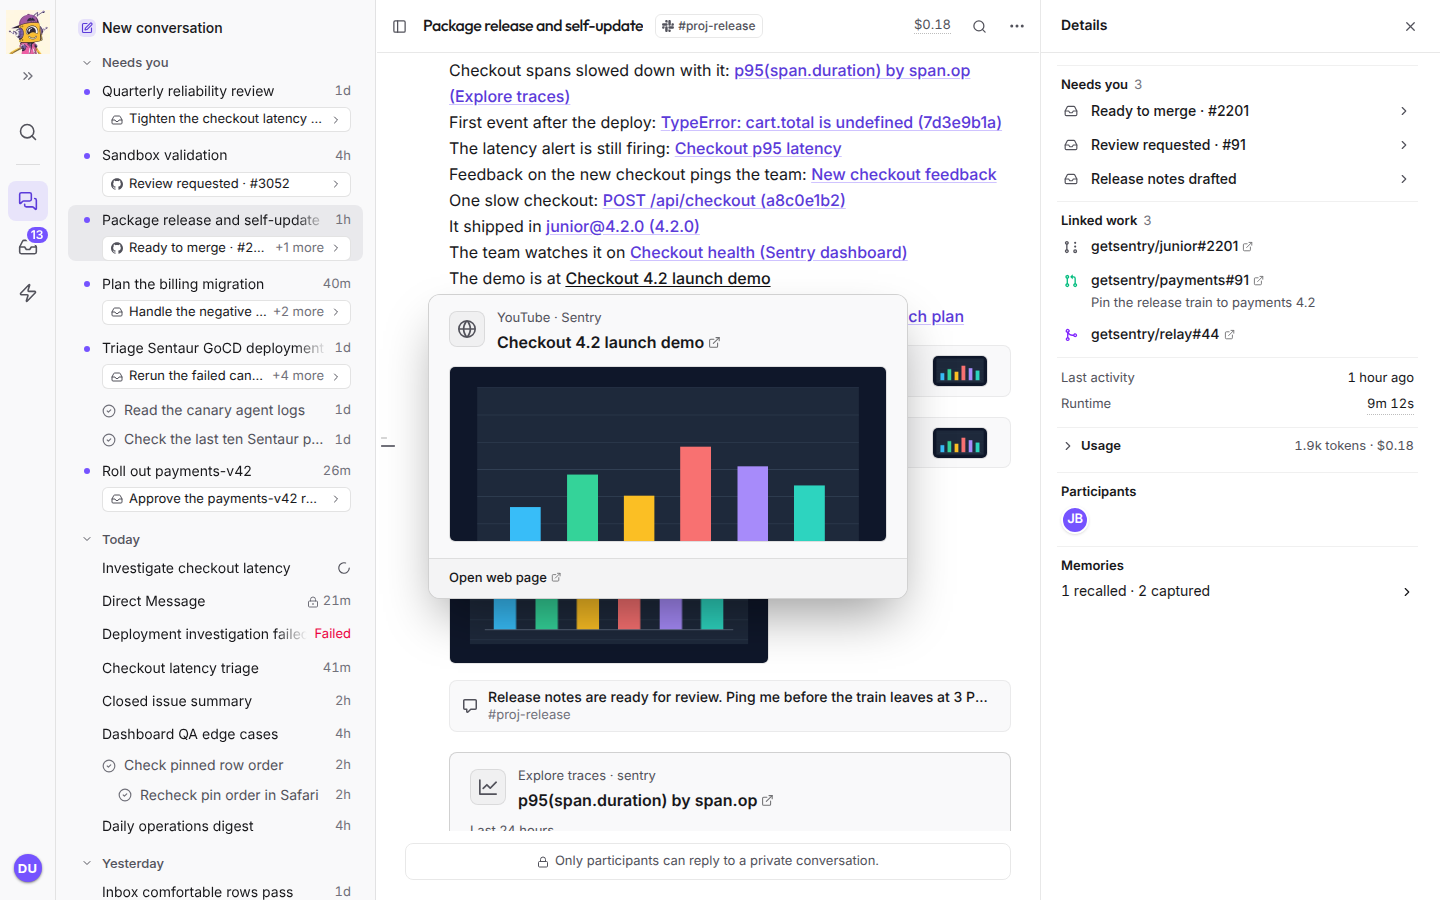 New conversation
Needs you
Quarterly reliability review 1d
Tighten the checkout latency ...
Sandbox validation 4h
Review requested · #3052
Package release and self-update 1h
Ready to merge · #2... +1 more
Plan the billing migration 40m
Handle the negative ... +2 more
Triage Sentaur GoCD deployment 1d
Rerun the failed can... +4 more
Read the canary agent logs 1d
Check the last ten Sentaur p... 1d
Roll out payments-v42 26m
Approve the payments-v42 r...
Today
Investigate checkout latency
Direct Message 21m
Deployment investigation failed Failed
Checkout latency triage 41m
Closed issue summary 2h
Dashboard QA edge cases 4h
Check pinned row order 2h
Recheck pin order in Safari 2h
Daily operations digest 4h
Yesterday
Inbox comfortable rows pass 1d
13
DU
Package release and self-update #proj-release $0.18
Checkout spans slowed down with it: p95(span.duration) by span.op
(Explore traces)
First event after the deploy: TypeError: cart.total is undefined (7d3e9b1a)
The latency alert is still firing: Checkout p95 latency
Feedback on the new checkout pings the team: New checkout feedback
One slow checkout: POST /api/checkout (a8c0e1b2)
It shipped in junior@4.2.0 (4.2.0)
The team watches it on Checkout health (Sentry dashboard)
The demo is at Checkout 4.2 launch demo
ch plan
YouTube · Sentry
Checkout 4.2 launch demo
Open web page
Release notes are ready for review. Ping me before the train leaves at 3 P...
#proj-release
Explore traces · sentry
p95(span.duration) by span.op
Last 24 hours
Only participants can reply to a private conversation.
Details
Needs you 3
Ready to merge · #2201
Review requested · #91
Release notes drafted
Linked work 3
getsentry/junior#2201
getsentry/payments#91
Pin the release train to payments 4.2
getsentry/relay#44
Last activity 1 hour ago
Runtime 9m 12s
Usage 1.9k tokens · $0.18
Participants
JB
Memories
1 recalled · 2 captured